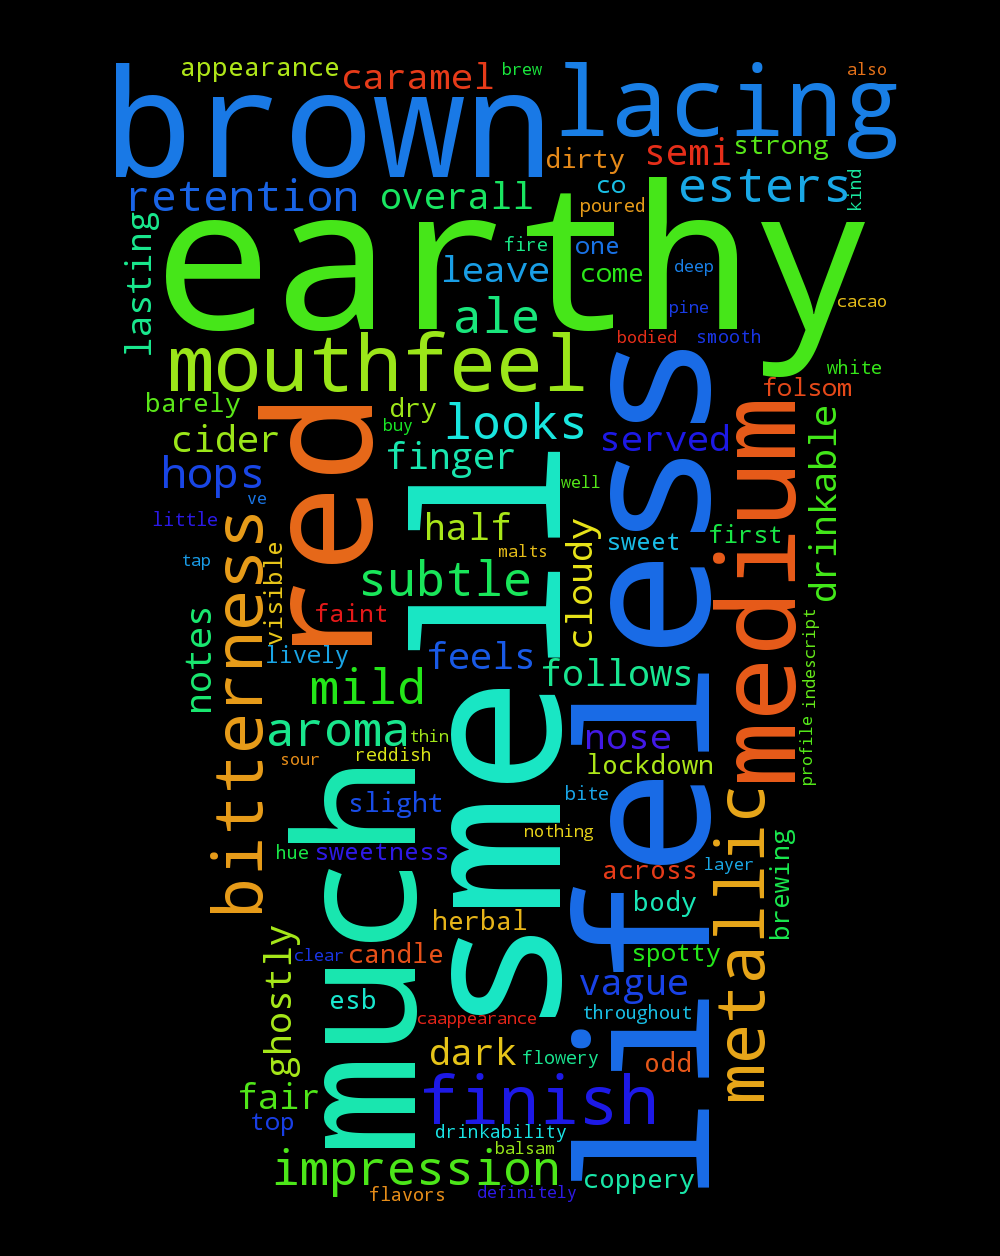 appearance
caramel
brew
also
brown
lacing
dirty
semi
strong
retention
overall
co
esters
kind
poured
lasting
earthy
fire
one
leave
come
deep
ale
pine
cacao
bodied
smooth
mouthfeel
white
folsom
barely
dry
looks
buy
cider
finger
served
drinkable
hops
red
well
lifeless
medium
ve
little
half
sweet
first
tap
visible
malts
cloudy
bitterness
subtle
smell
notes
faint
indescript
lively
feels
follows
mild
aroma
thin
nose
profile
sour
reddish
lockdown
much
slight
bite
metallic
hue
sweetness
nothing
across
layer
brewing
herbal
body
ghostly
clear
candle
spotty
esb
vague
caappearance
throughout
dark
flowery
odd
fair
finish
top
drinkability
balsam
impression
coppery
flavors
definitely